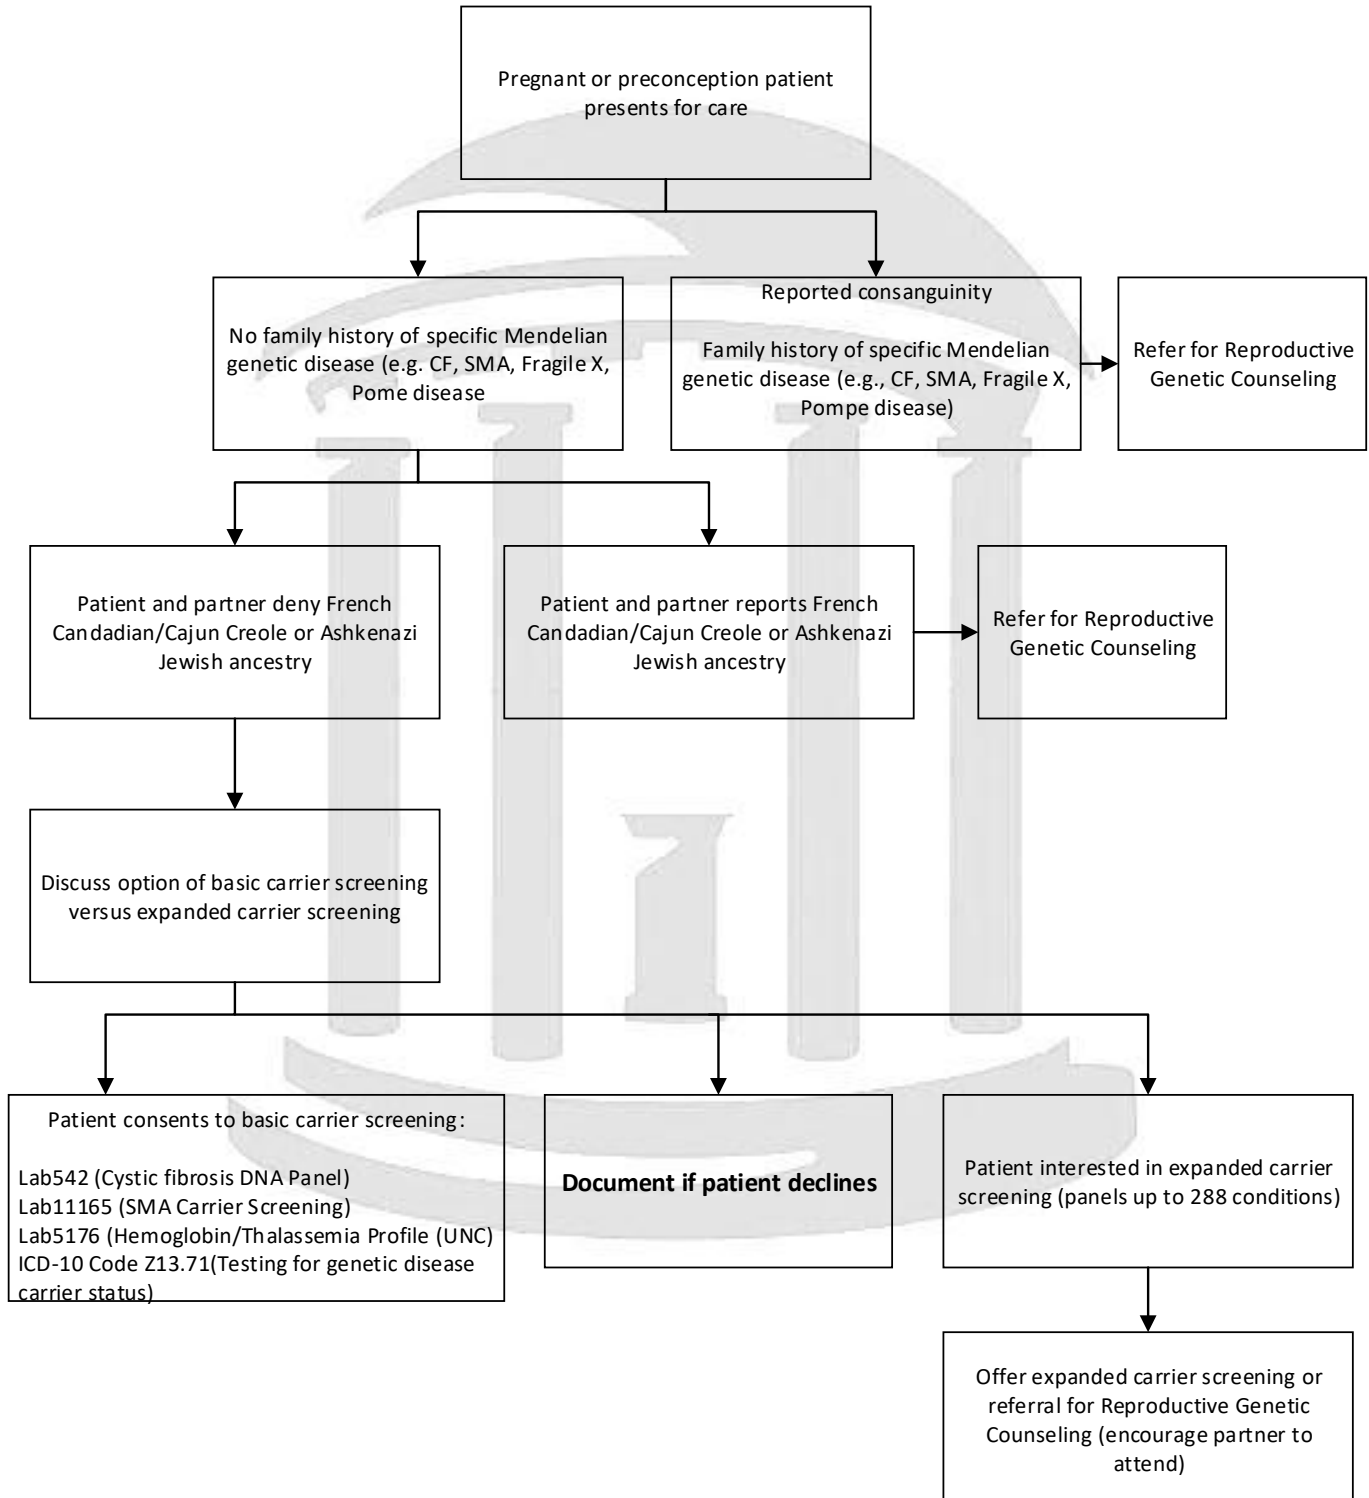 Pregnant or preconception patient
presents for care
No family history of specific Mendelian
genetic disease (e.g. CF, SMA, Fragile X,
Pome disease
Reported consanguinity
Family history of specific Mendelian
genetic disease (e.g., CF, SMA, Fragile X,
Pompe disease)
Refer for Reproductive
Genetic Counseling
Patient and partner deny French
Candadian/Cajun Creole or Ashkenazi
Jewish ancestry
Patient and partner reports French
Candadian/Cajun Creole or Ashkenazi
Jewish ancestry
Refer for Reproductive
Genetic Counseling
Discuss option of basic carrier screening
versus expanded carrier screening
Patient consents to basic carrier screening:
Lab542 (Cystic fibrosis DNA Panel)
Lab11165 (SMA Carrier Screening)
Lab5176 (Hemoglobin/Thalassemia Profile (UNC)
ICD-10 Code Z13.71(Testing for genetic disease
carrier status)
Document if patient declines
Patient interested in expanded carrier
screening (panels up to 288 conditions)
Offer expanded carrier screening or
referral for Reproductive Genetic
Counseling (encourage partner to
attend)